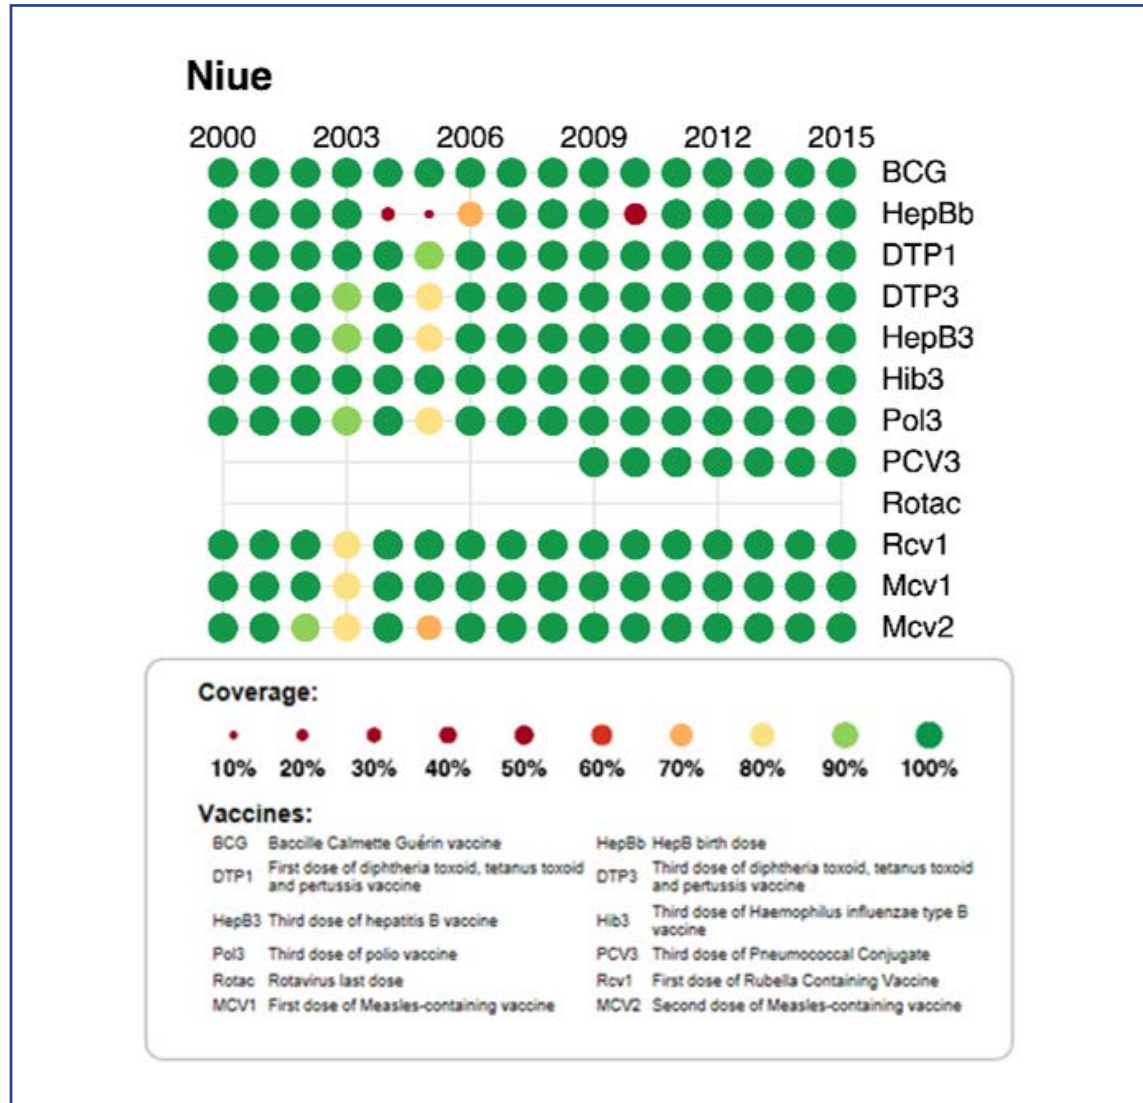 Niue
2000 2003 2006 2009 2012 2015
BCG
HepBb
DTP1
DTP3
HepB3
Hib3
Pol3
PCV3
Rotac
Rcv1
Mcv1
Mcv2
Coverage:
10% 20% 30% 40% 50% 60% 70% 80% 90% 100%
Vaccines:
BCG Baccille Calmette Guérin vaccine
HepBb HepB birth dose
DTP1 First dose of diphtheria toxoid, tetanus toxoid
and pertussis vaccine
DTP3 Third dose of diphtheria toxoid, tetanus toxoid
and pertussis vaccine
HepB3 Third dose of hepatitis B vaccine
Hib3 Third dose of Haemophilus influenzae type B
vaccine
Pol3 Third dose of polio vaccine
PCV3 Third dose of Pneumococcal Conjugate
Rotac Rotavirus last dose
Rcv1 First dose of Rubella Containing Vaccine
MCV1 First dose of Measles-containing vaccine
MCV2 Second dose of Measles-containing vaccine